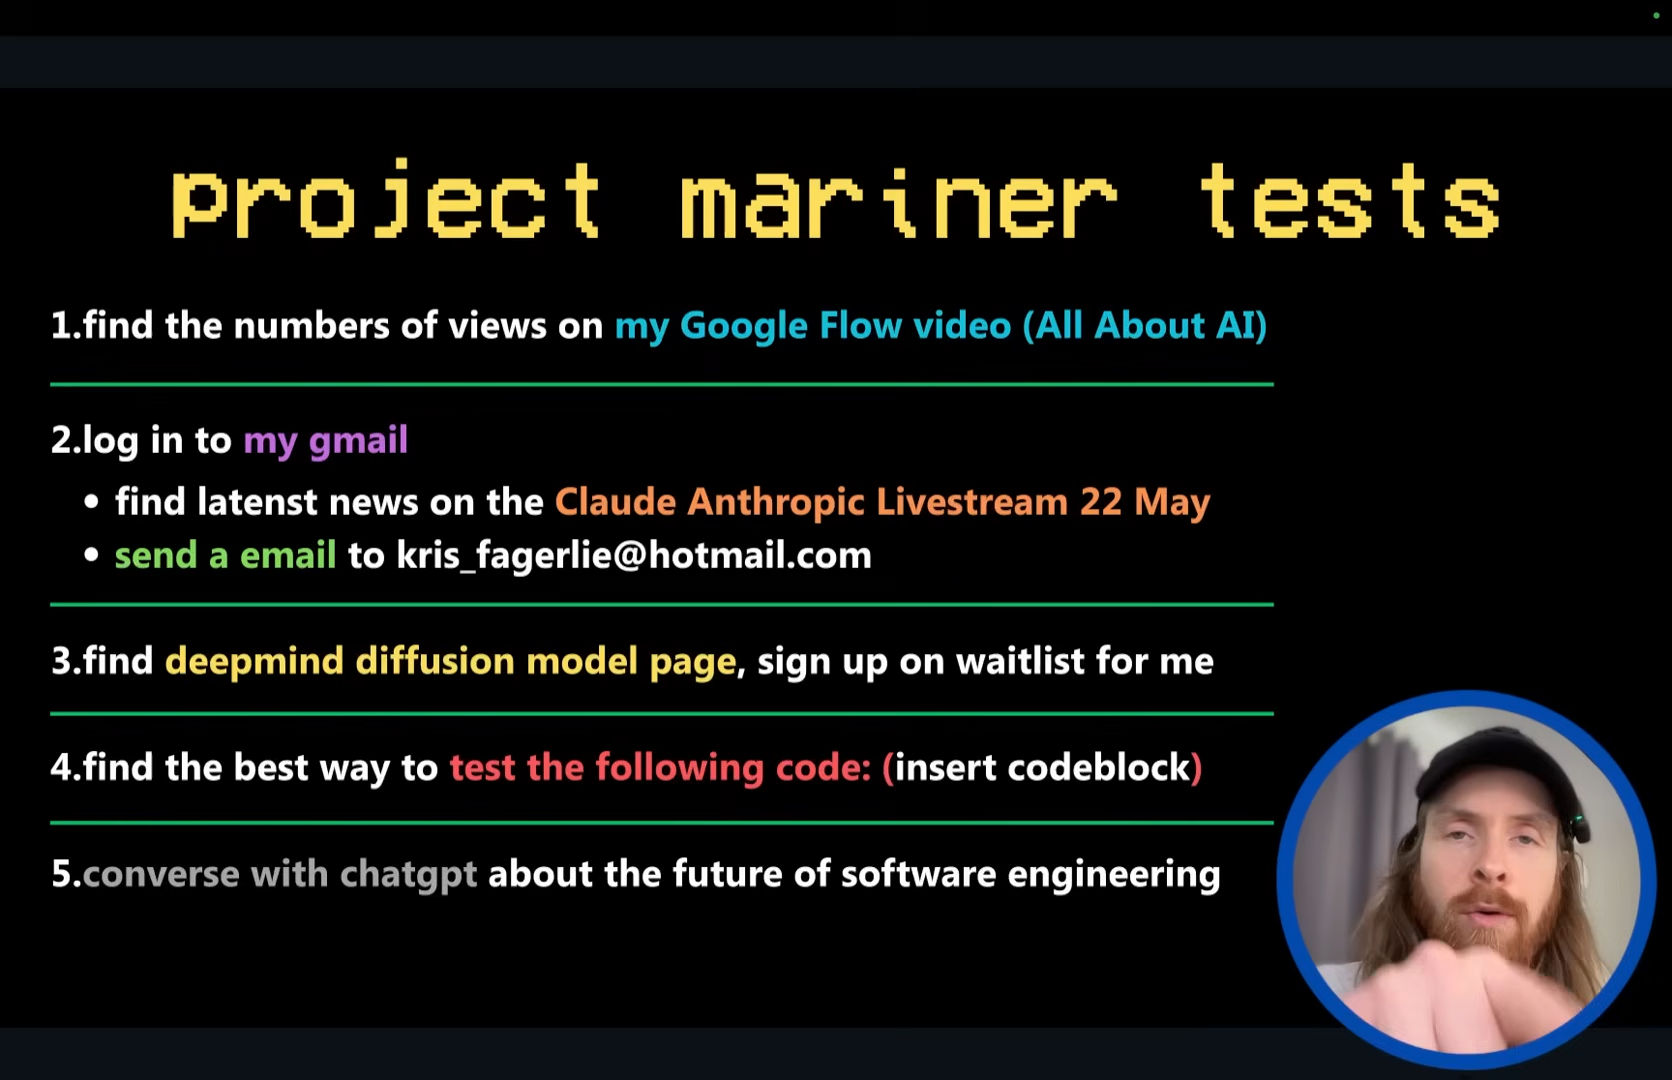 project mariner tests
1.find the numbers of views on my Google Flow video (All About AI)
2.log in to my gmail
• find latenst news on the Claude Anthropic Livestream 22 May
• send a email to kris_fagerlie@hotmail.com
3.find deepmind diffusion model page, sign up on waitlist for me
4.find the best way to test the following code: (insert codeblock)
5.converse with chatgpt about the future of software engineering